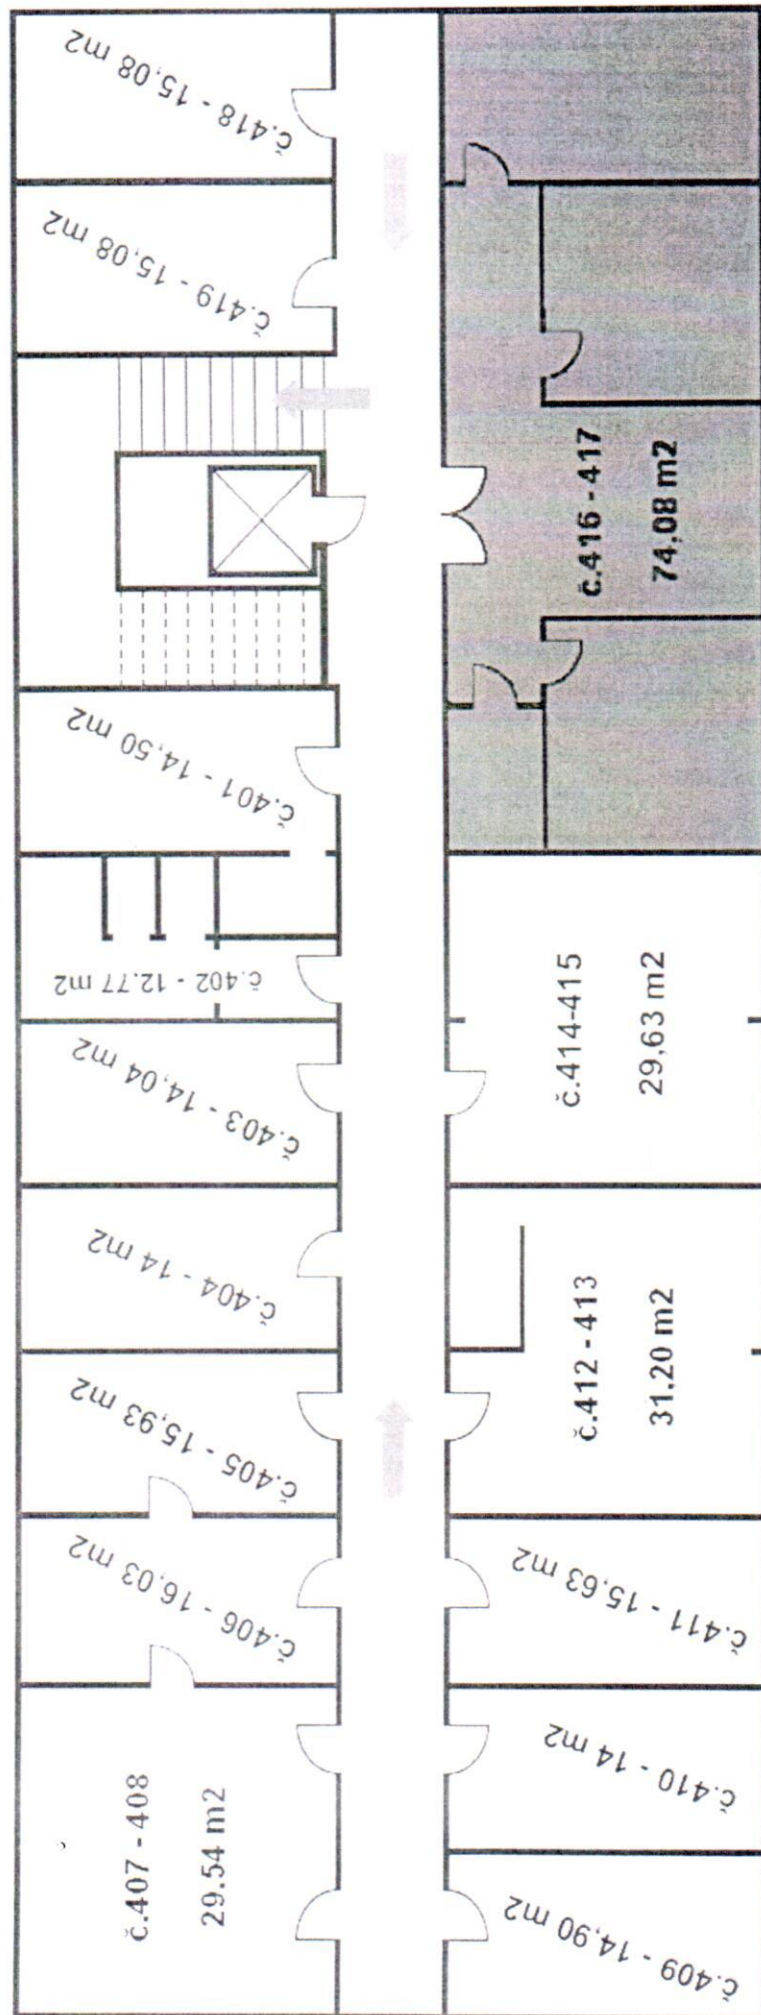 č.418 - 15,08 m2
č.419 - 15,08 m2
č.416 - 417
74,08 m2
č.401 - 14,50 m2
č.402 - 12.77 m2
č.414-415
29,63 m2
č.403 - 14,04 m2
č.404 - 14 m2
č.412 - 413
31,20 m2
č.405 - 15,93 m2
č.406 - 16,03 m2
č.411 - 15,63 m2
č.407 - 408
29.54 m2
č.410 - 14 m2
č.409 - 14,90 m2